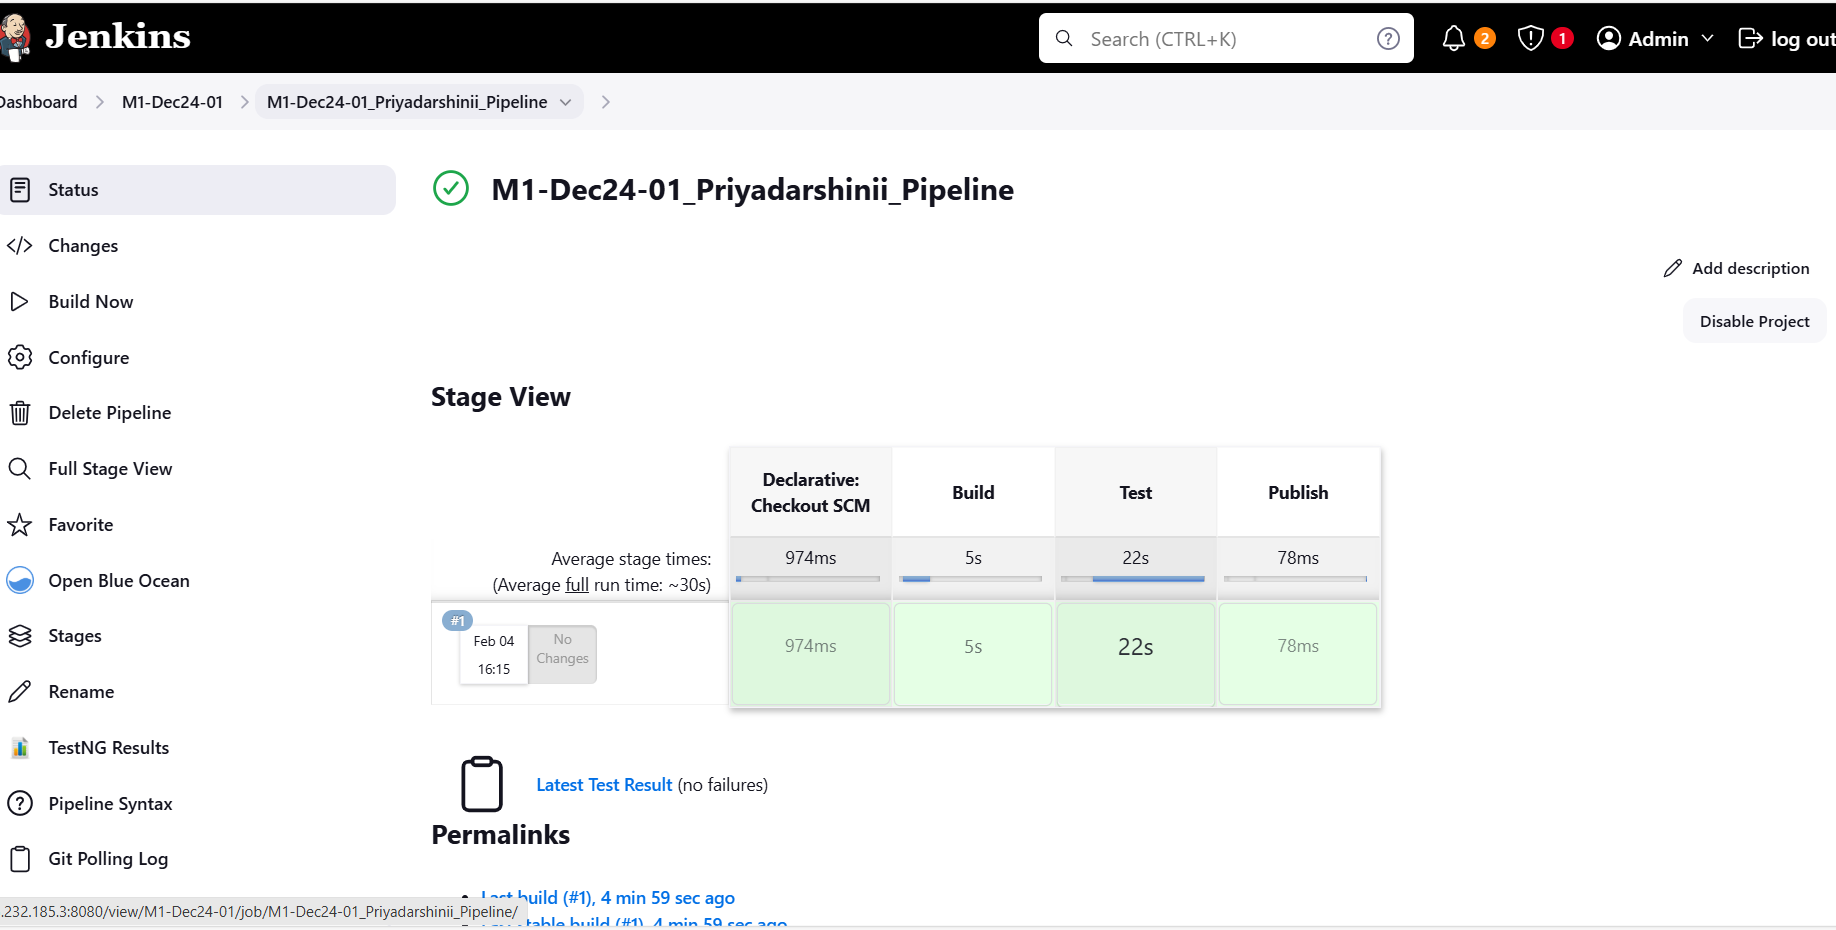 Jenkins
Search (CTRL+K)
2
1
Admin
log out
Dashboard
M1-Dec24-01
M1-Dec24-01_Priyadarshinii_Pipeline
Status
Changes
Build Now
Configure
Delete Pipeline
Full Stage View
Favorite
Open Blue Ocean
Stages
Rename
TestNG Results
Pipeline Syntax
Git Polling Log
M1-Dec24-01_Priyadarshinii_Pipeline
Add description
Disable Project
Stage View
Declarative:
Checkout SCM
Build
Test
Publish
Average stage times:
(Average full run time: ~30s)
974ms
5s
22s
78ms
#1
Feb 04
16:15
No
Changes
974ms
5s
22s
78ms
Latest Test Result (no failures)
Permalinks
Last build (#1), 4 min 59 sec ago
stable build (#1), 4 min 59 sec ago
.232.185.3:8080/view/M1-Dec24-01/job/M1-Dec24-01_Priyadarshinii_Pipeline/